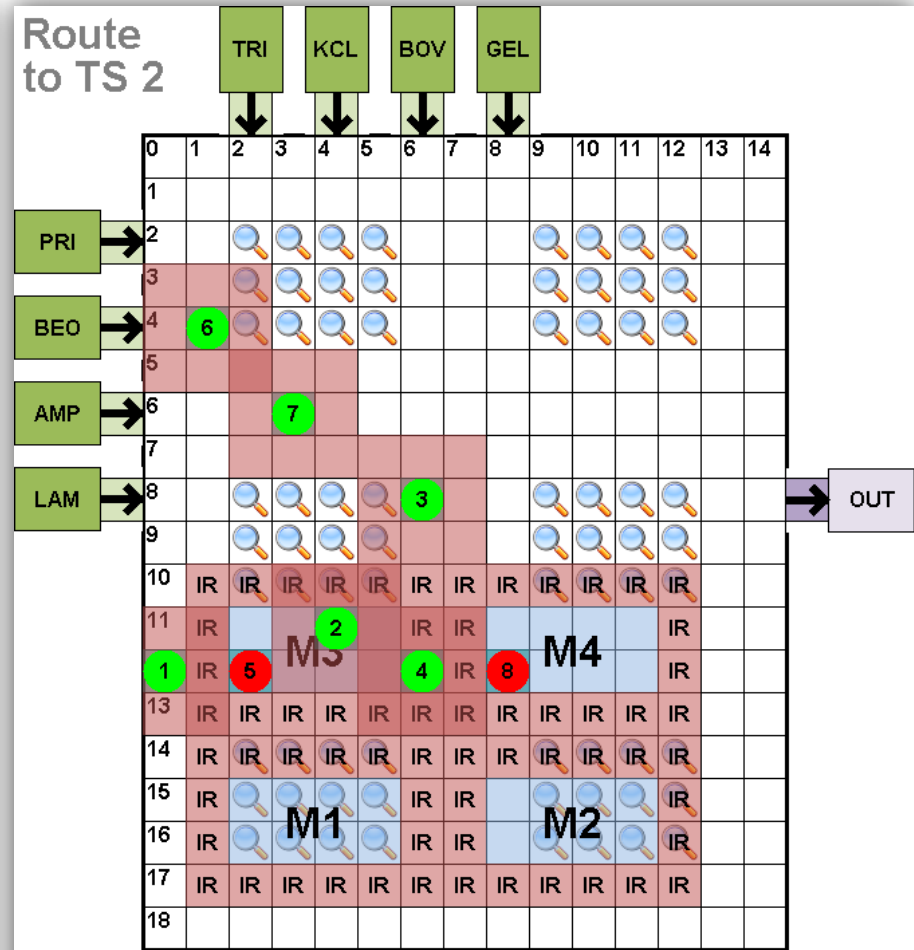 Route
to TS 2
TRI KCL BOV GEL
0 1 2 3 4 5 6 7 8 9 10 11 12 13 14
1
PRI 2
3
BEO 4 6
5
AMP 6 7
7
LAM 8 3 OUT
9
10 IR IR IR IR IR IR IR IR IR IR IR IR
11 IR 2 IR IR IR
M3 M4
1 IR 5 4 IR 8 IR
13 IR IR IR IR IR IR IR IR IR IR IR IR
14 IR IR IR IR IR IR IR IR IR IR IR IR
15 IR IR IR IR
M1 M2
16 IR IR IR IR
17 IR IR IR IR IR IR IR IR IR IR IR IR
18